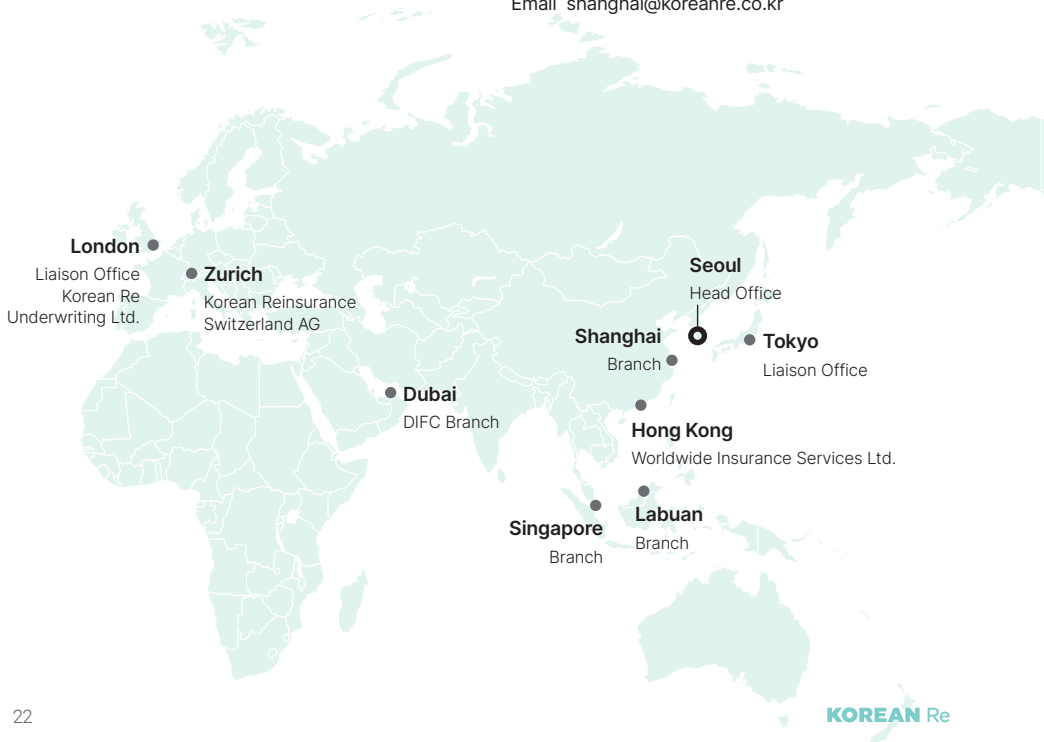 Email shanghai@koreanre.co.kr
London
Liaison Office
Korean Re
Underwriting Ltd.
Zurich
Korean Reinsurance
Switzerland AG
Seoul
Head Office
Shanghai
Branch
Tokyo
Liaison Office
Dubai
DIFC Branch
Hong Kong
Worldwide Insurance Services Ltd.
Singapore
Branch
Labuan
Branch
22
KOREAN Re